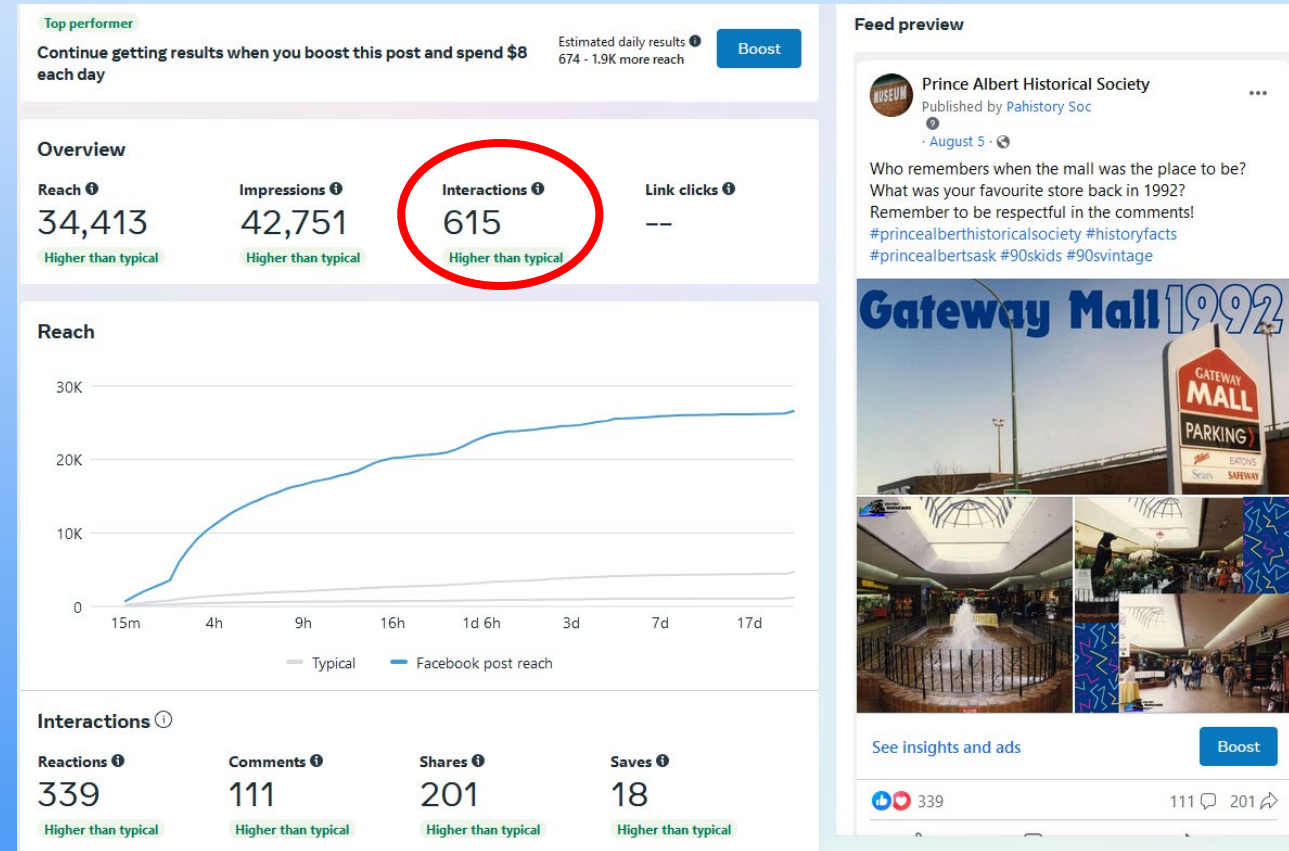 Top performer
Continue getting results when you boost this post and spend $8
each day
Estimated daily results
674 - 1.9K more reach
Boost
Overview
Reach
34,413
Higher than typical
Impressions
42,751
Higher than typical
Interactions
615
Higher than typical
Link clicks
--
Reach
30K
20K
10K
0
15m 4h 9h 16h 1d 6h 3d 7d 17d
Typical Facebook post reach
Interactions
Reactions
339
Higher than typical
Comments
111
Higher than typical
Shares
201
Higher than typical
Saves
18
Higher than typical
Feed preview
MUSEUM
Prince Albert Historical Society
Published by Pahistory Soc
· August 5 ·
Who remembers when the mall was the place to be?
What was your favourite store back in 1992?
Remember to be respectful in the comments!
#princealberthistoricalsociety #historyfacts
#princealbertsask #90skids #90svintage
Gateway Mall 1992
GATEWAY
MALL
PARKING
EATONS
Sears SAFEWAY
See insights and ads
Boost
339
111 201